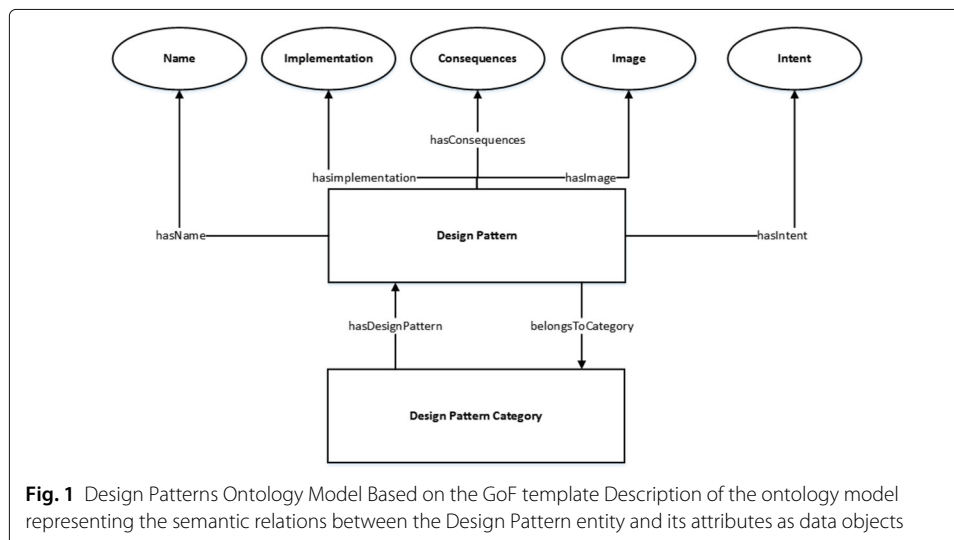 Name Implementation Consequences Image Intent
hasConsequences
hasImplementation hasImage
hasName Design Pattern hasIntent
hasDesignPattern belongsToCategory
Design Pattern Category
Fig. 1 Design Patterns Ontology Model Based on the GoF template Description of the ontology model
representing the semantic relations between the Design Pattern entity and its attributes as data objects